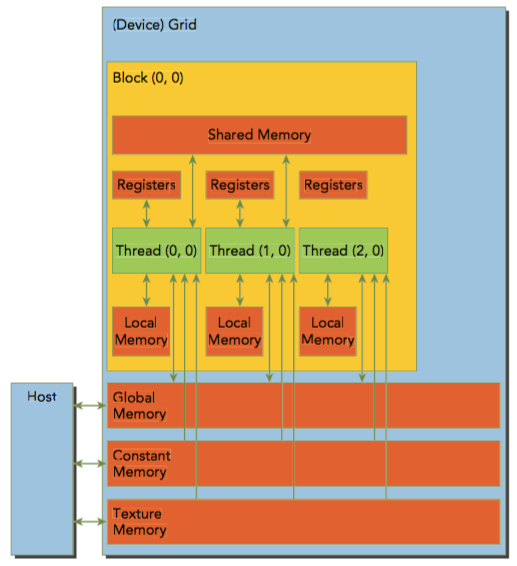 (Device) Grid
Block (0, 0)
Shared Memory
Registers
Registers
Registers
Thread (0, 0)
Thread (1, 0)
Thread (2, 0)
Local
Memory
Local
Memory
Local
Memory
Host
Global
Memory
Constant
Memory
Texture
Memory